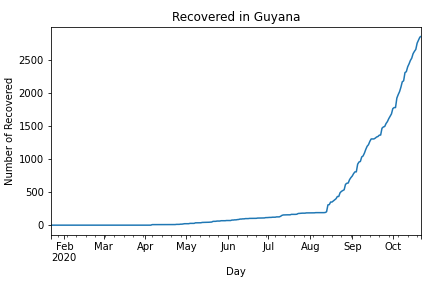 Recovered in Guyana
Number of Recovered
2500
2000
1500
1000
500
0
Feb Mar Apr May Jun Jul Aug Sep Oct
2020
Day